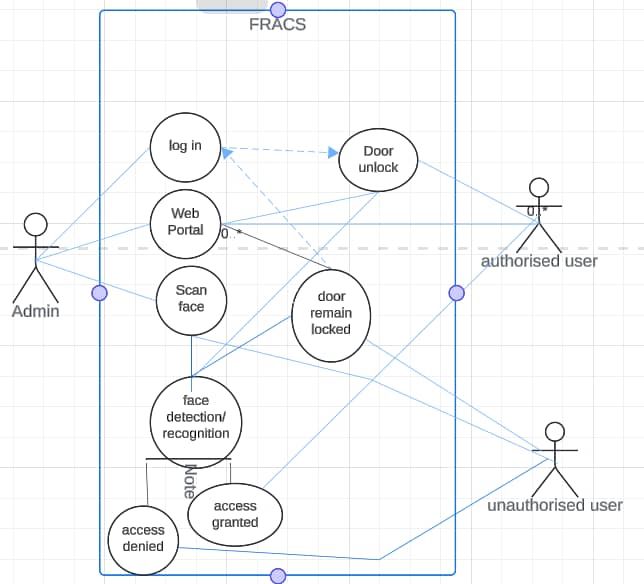 FRACS
log in
Door
unlock
Web
Portal
0..*
0..*
authorised user
Admin
Scan
face
door
remain
locked
face
detection/
recognition
Note
access
granted
unauthorised user
access
denied